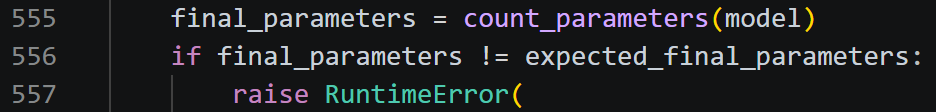 555 final_parameters = count_parameters(model)
556 if final_parameters != expected_final_parameters:
557 raise RuntimeError(